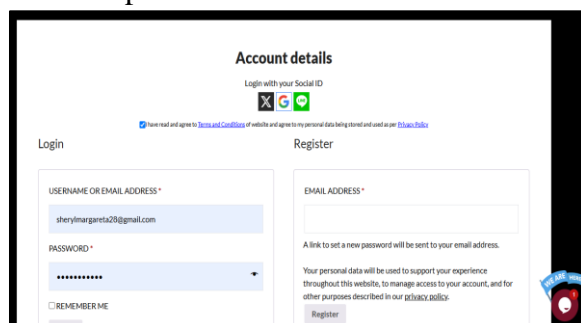 Account details
Login with your Social ID
I have read and agree to Terms and Conditions of website and agree to my personal data being stored and used as per Privacy Policy
Login
Register
USERNAME OR EMAIL ADDRESS *
sherylmargareta28@gmail.com
PASSWORD *
EMAIL ADDRESS *
A link to set a new password will be sent to your email address.
Your personal data will be used to support your experience
throughout this website, to manage access to your account, and for
other purposes described in our privacy policy.
REMEMBER ME
Register
WE ARE